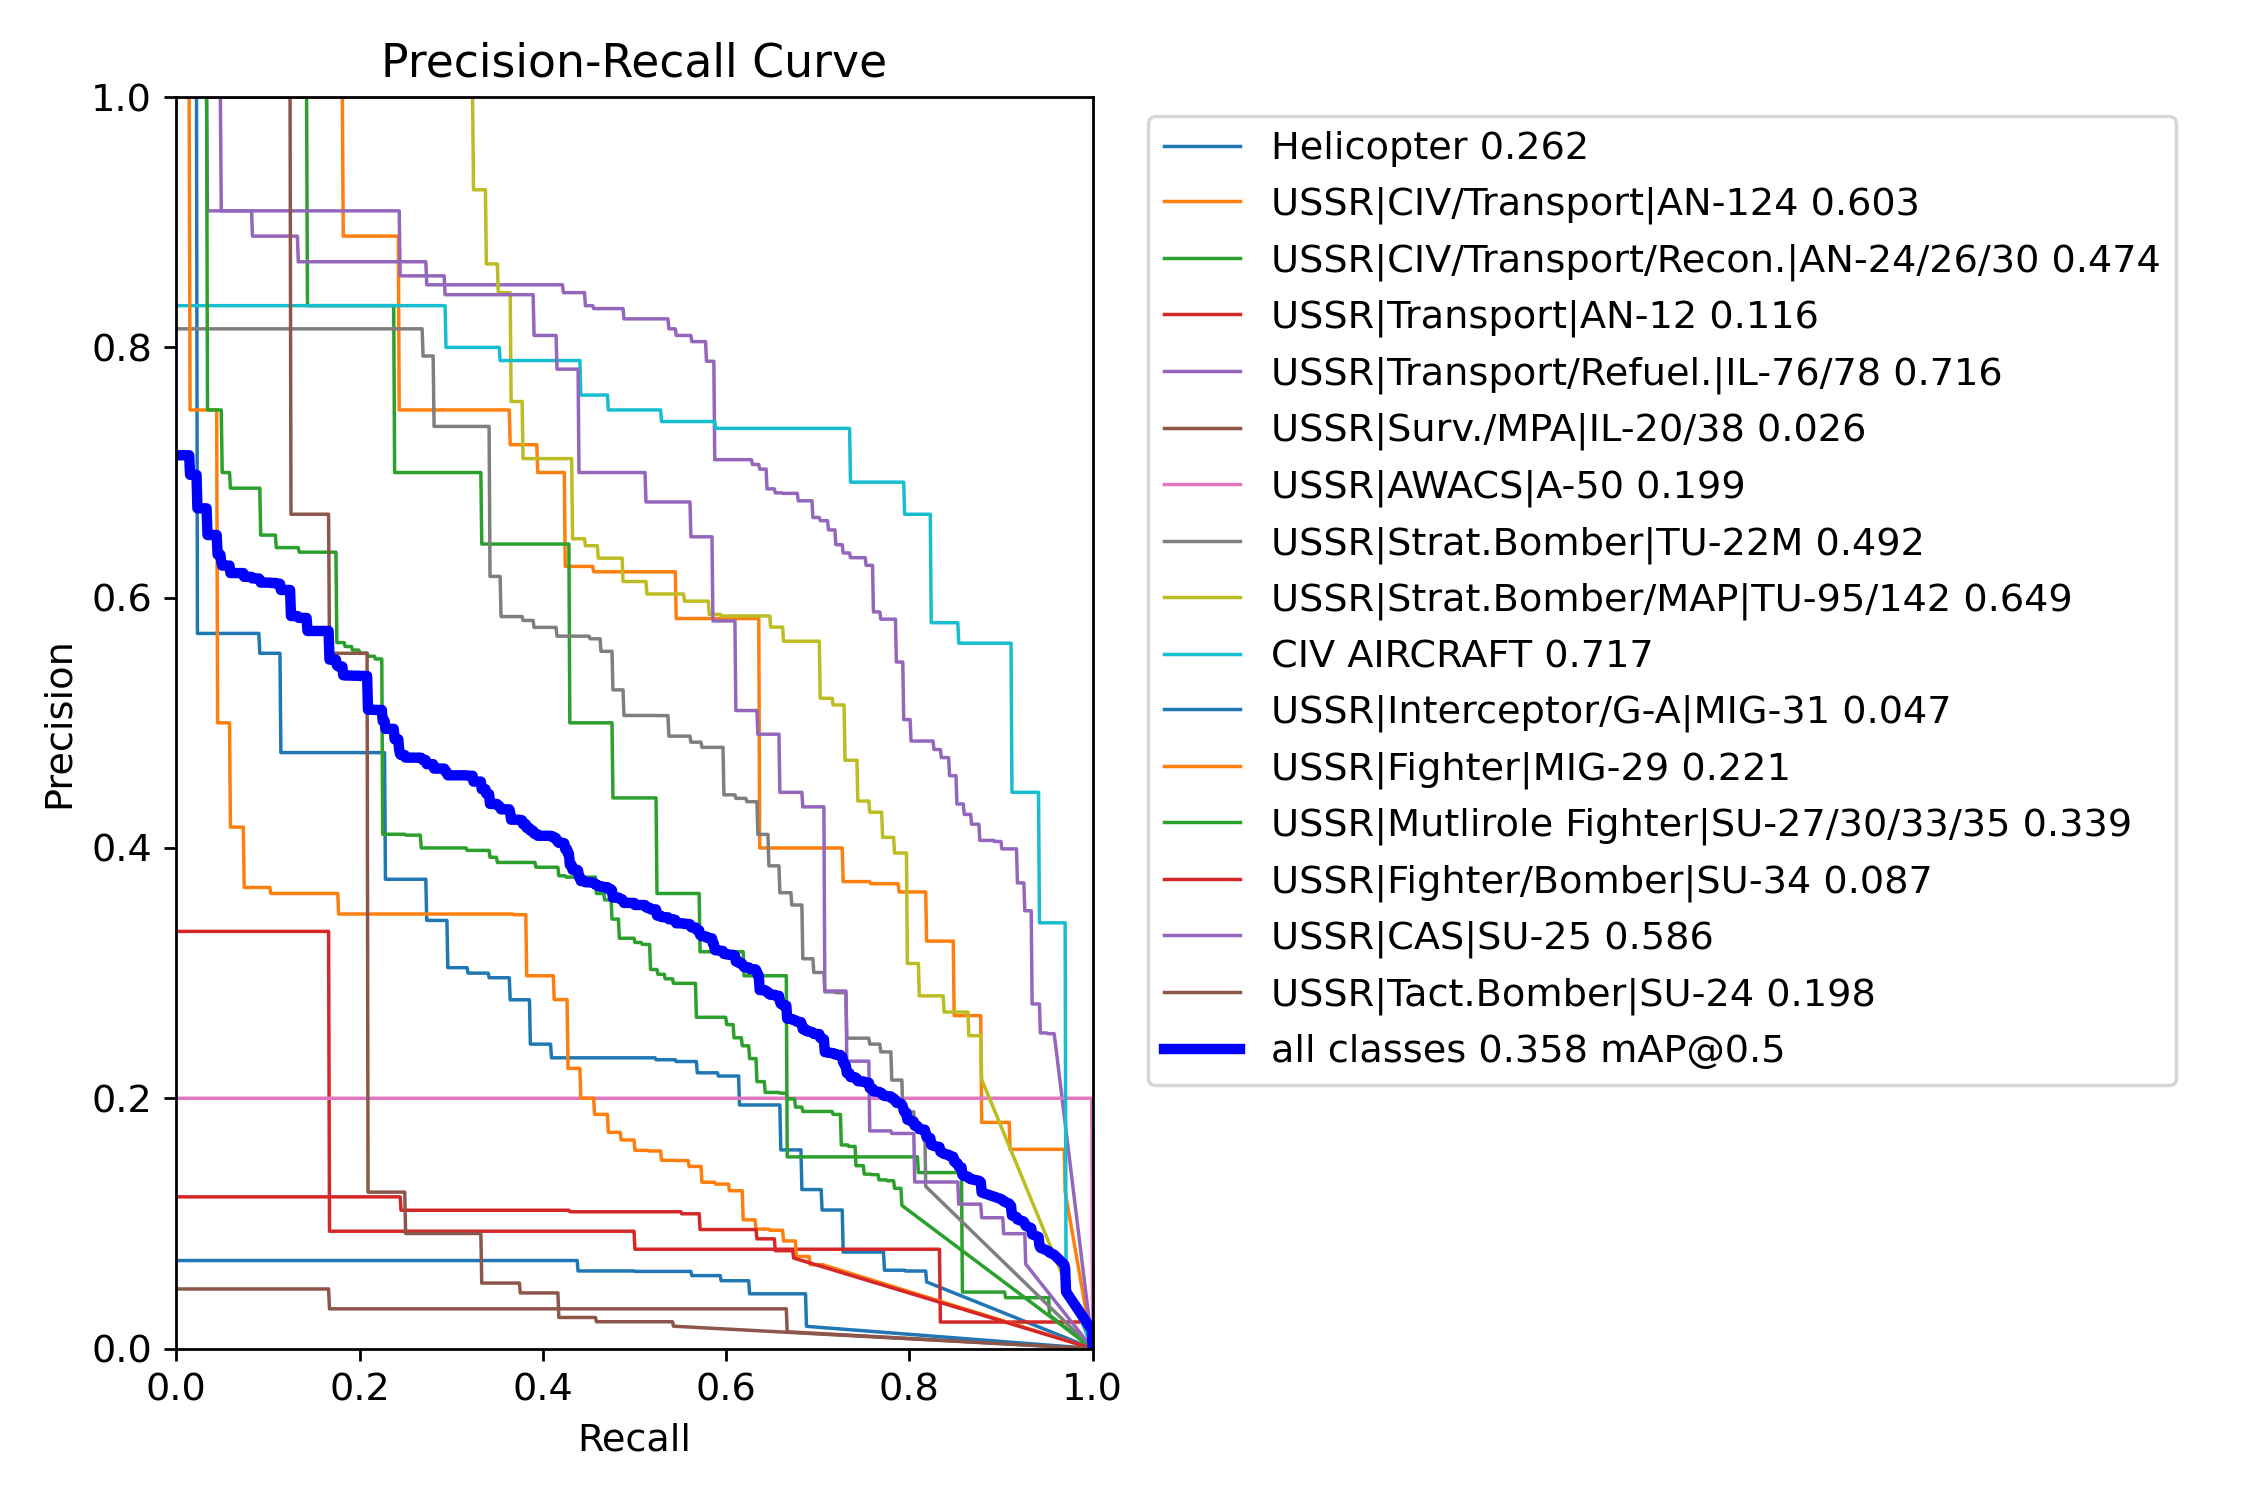 Precision-Recall Curve
1.0
0.8
0.6
0.4
0.2
0.0
Precision
0.0 0.2 0.4 0.6 0.8 1.0
Recall
Helicopter 0.262
USSR|CIV/Transport|AN-124 0.603
USSR|CIV/Transport/Recon.|AN-24/26/30 0.474
USSR|Transport|AN-12 0.116
USSR|Transport/Refuel.|IL-76/78 0.716
USSR|Surv./MPA|IL-20/38 0.026
USSR|AWACS|A-50 0.199
USSR|Strat.Bomber|TU-22M 0.492
USSR|Strat.Bomber/MAP|TU-95/142 0.649
CIV AIRCRAFT 0.717
USSR|Interceptor/G-A|MIG-31 0.047
USSR|Fighter|MIG-29 0.221
USSR|Mutlirole Fighter|SU-27/30/33/35 0.339
USSR|Fighter/Bomber|SU-34 0.087
USSR|CAS|SU-25 0.586
USSR|Tact.Bomber|SU-24 0.198
all classes 0.358 mAP@0.5